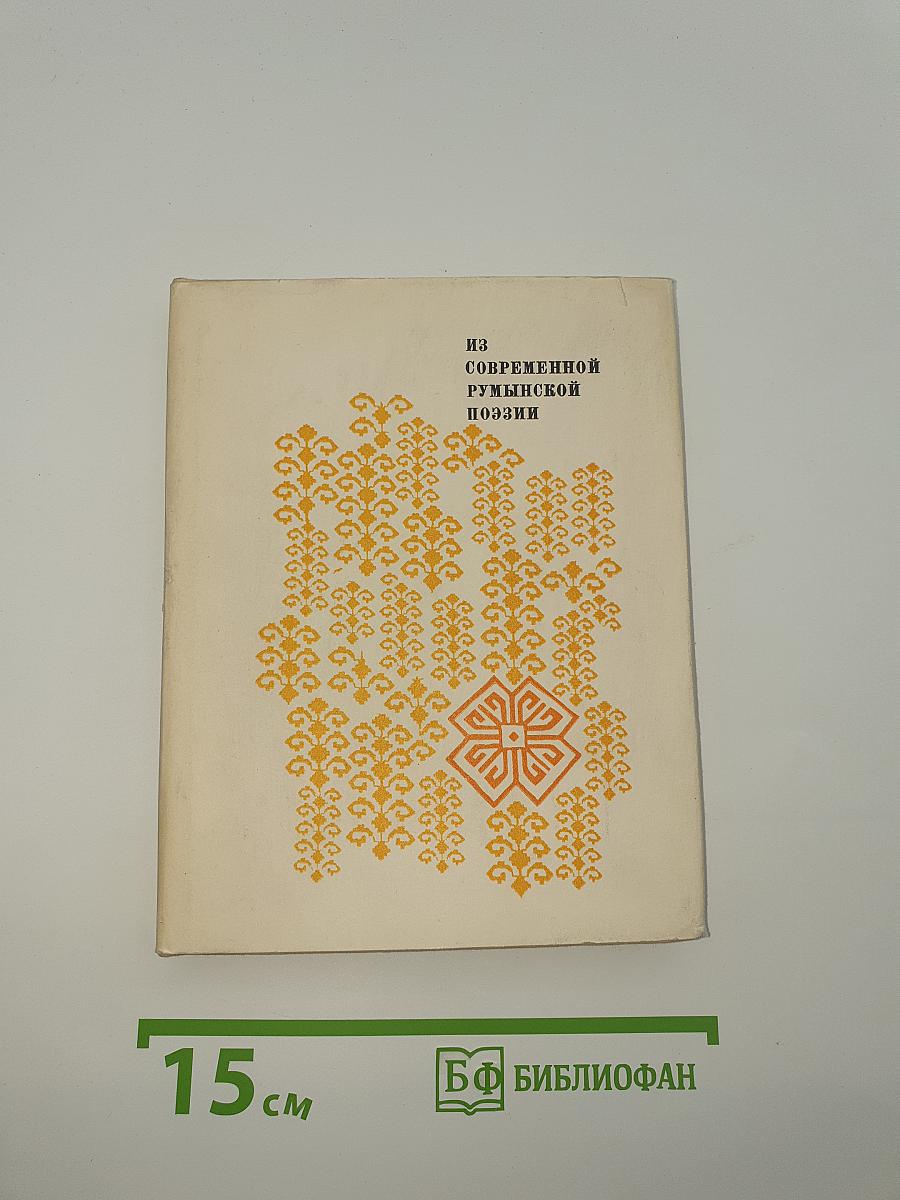 ИЗ
СОВРЕМЕННОЙ
РУМЫНСКОЙ
ПОЭЗИИ
15 см
БФ БИБЛИОФАН